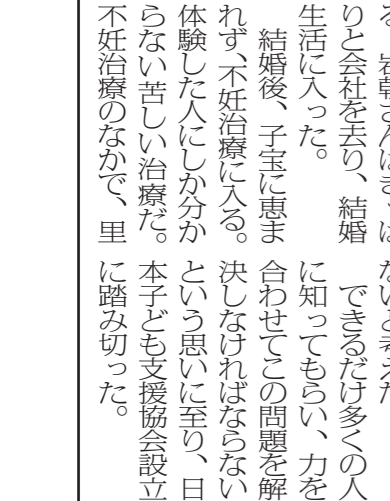 る。岩朝さんはきっぱ
りと会社を去り、結婚
生活に入った。
　結婚後、子宝に恵ま
れず、不妊治療に入る。
体験した人にしか分か
らない苦しい治療だ。
不妊治療のなかで、里
ないと考えた
　できるだけ多くの人
に知ってもらい、力を
合わせてこの問題を解
決しなければならない
という思いに至り、日
本子ども支援協会設立
に踏み切った。